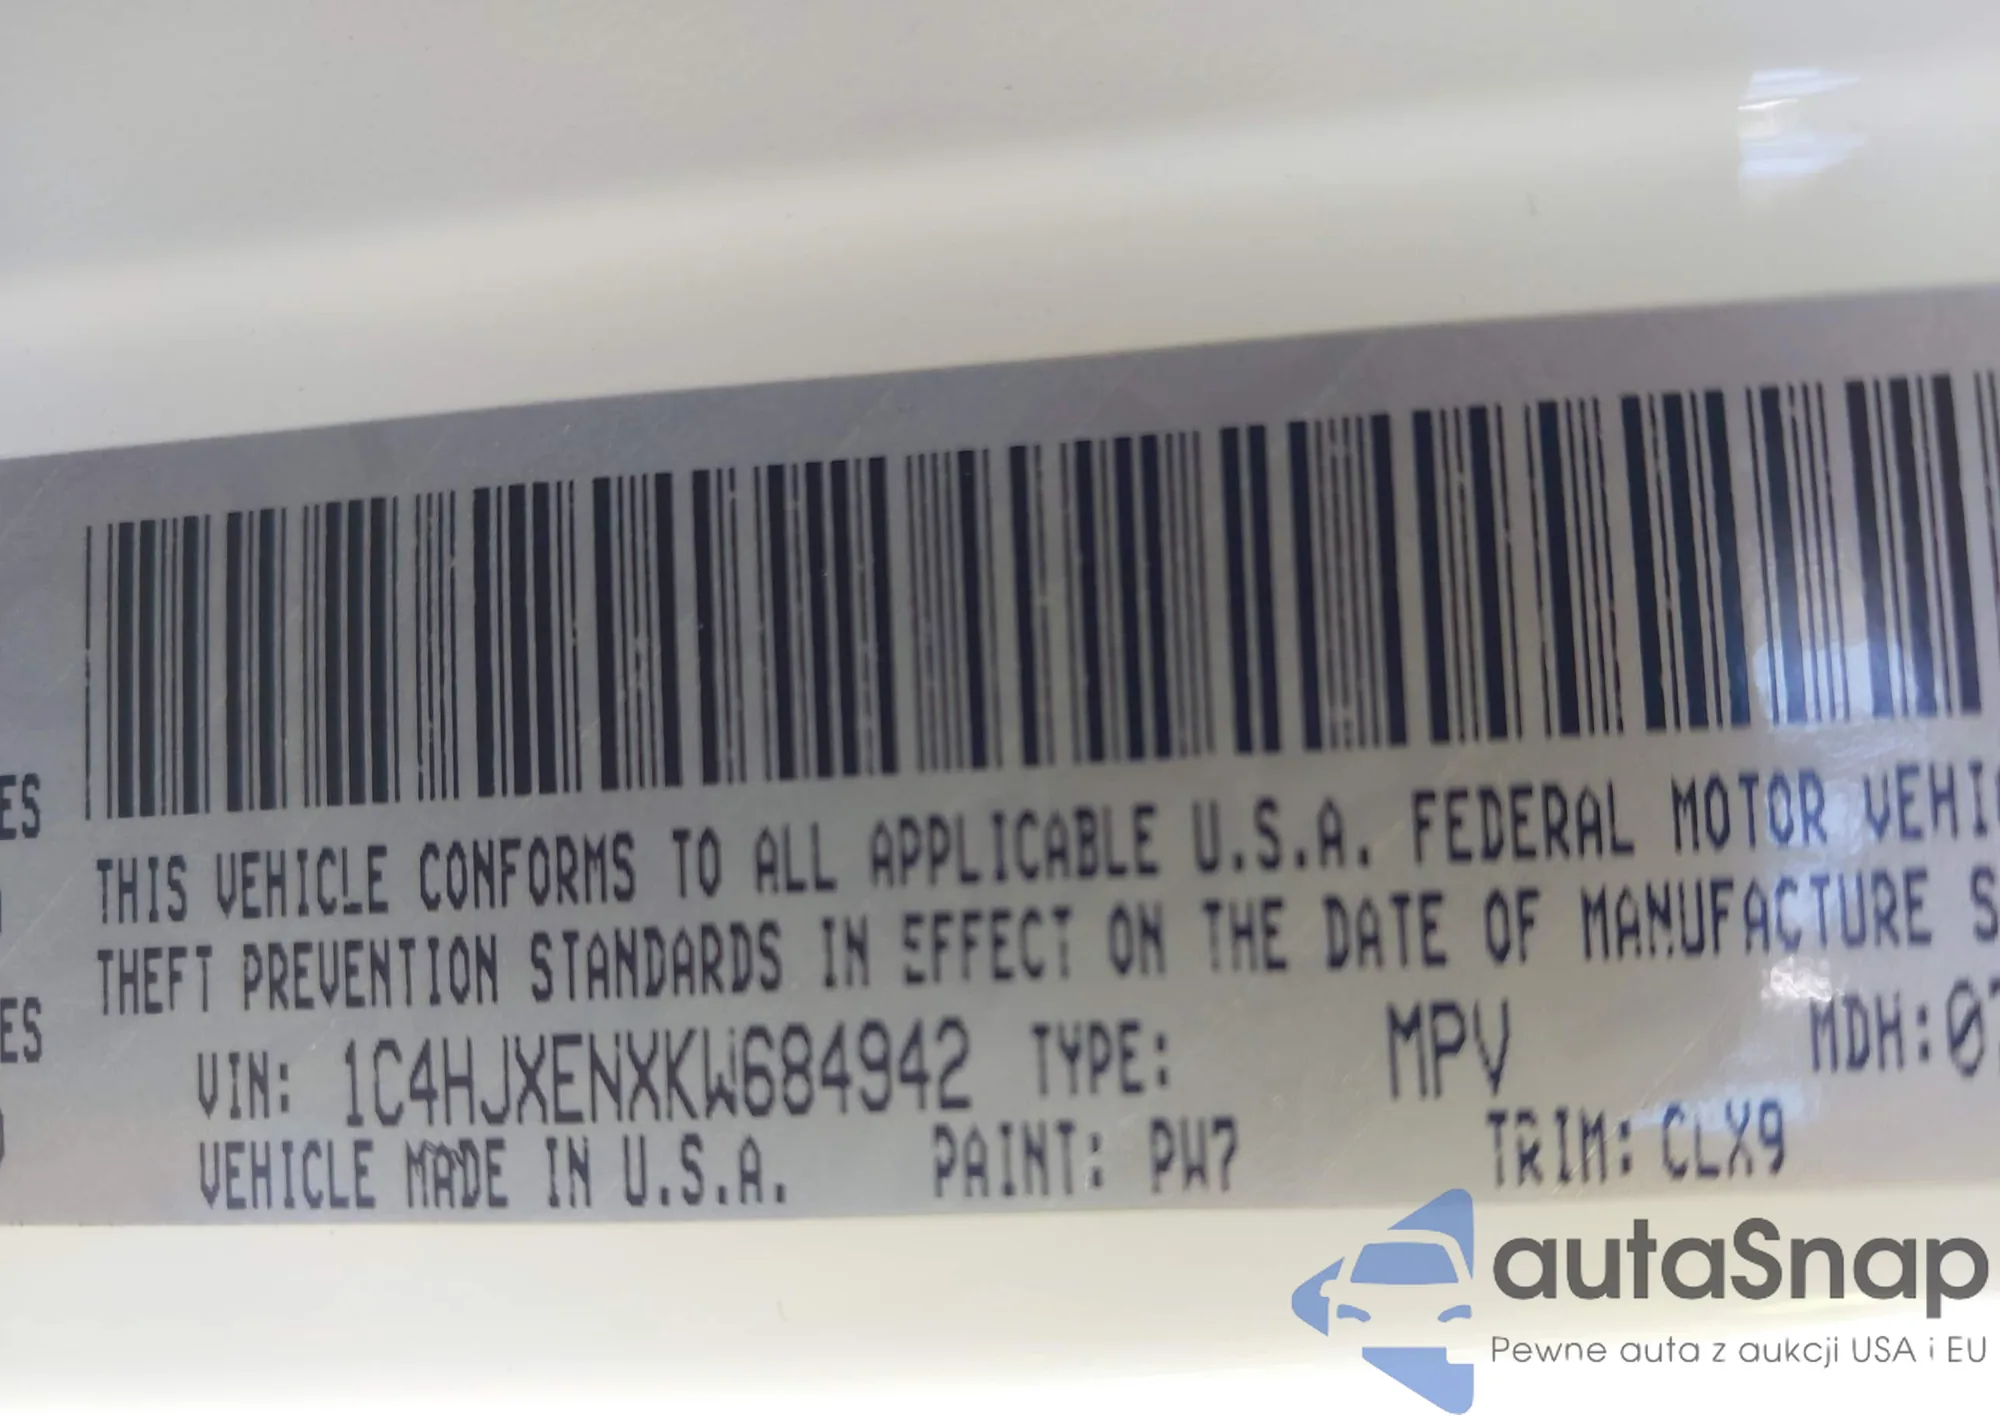 ES
THIS VEHICLE CONFORMS TO ALL APPLICABLE U.S.A. FEDERAL MOTOR VEHIC
THEFT PREVENTION STANDARDS IN EFFECT ON THE DATE OF MANUFACTURE S
ES
VIN: 1C4HJXENXKW684942 TYPE: MPV MDH:07
VEHICLE MADE IN U.S.A. PAINT: PW7 TRIM: CLX9
autaSnap
Pewne auta z aukcji USA i EU